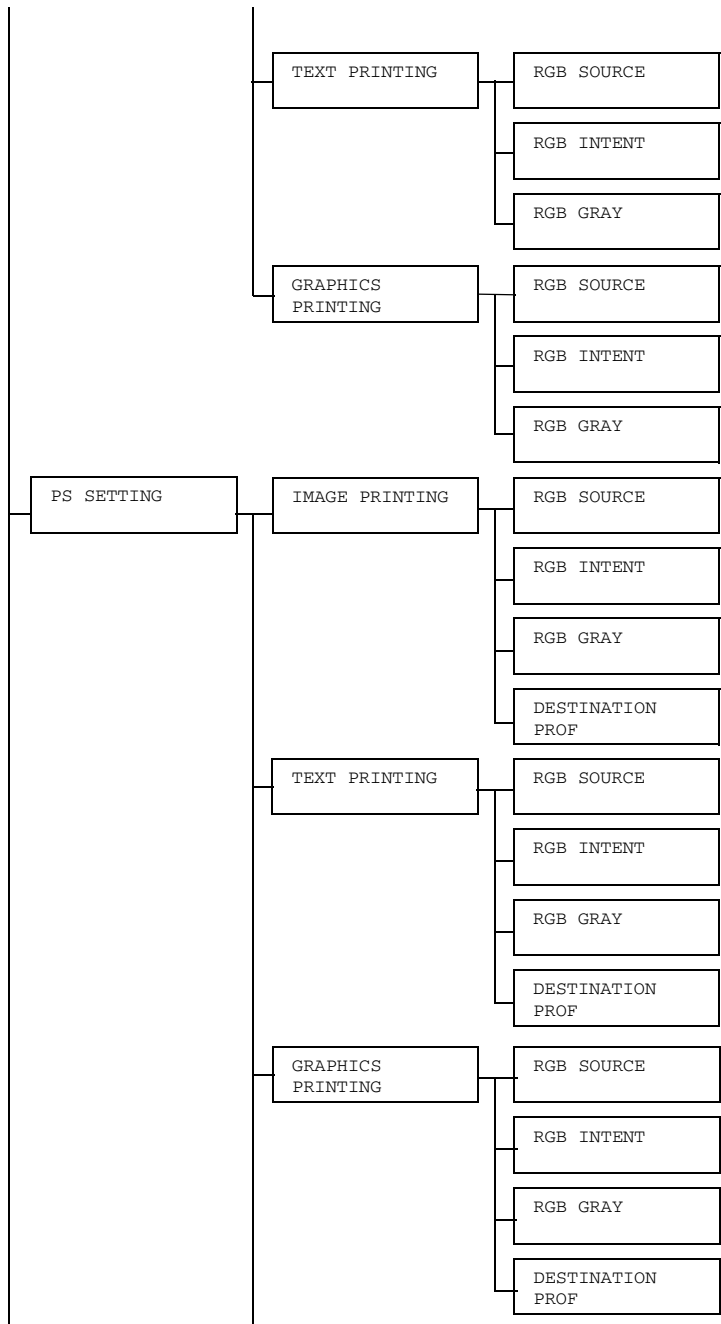 TEXT PRINTING
RGB SOURCE
RGB INTENT
RGB GRAY
GRAPHICS
PRINTING
RGB SOURCE
RGB INTENT
RGB GRAY
PS SETTING
IMAGE PRINTING
RGB SOURCE
RGB INTENT
RGB GRAY
DESTINATION
PROF
TEXT PRINTING
RGB SOURCE
RGB INTENT
RGB GRAY
DESTINATION
PROF
GRAPHICS
PRINTING
RGB SOURCE
RGB INTENT
RGB GRAY
DESTINATION
PROF